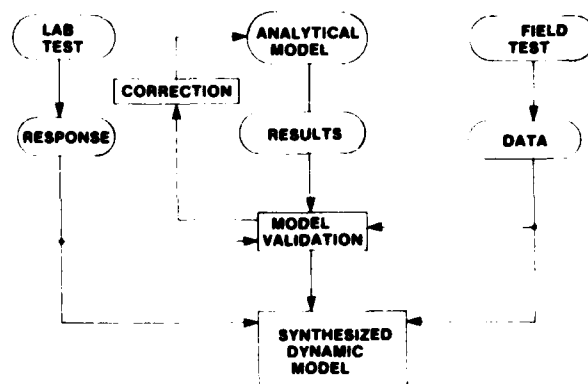 LAB
TEST
ANALYTICAL
MODEL
FIELD
TEST
CORRECTION
RESPONSE
RESULTS
DATA
MODEL
VALIDATION
SYNTHESIZED
DYNAMIC
MODEL